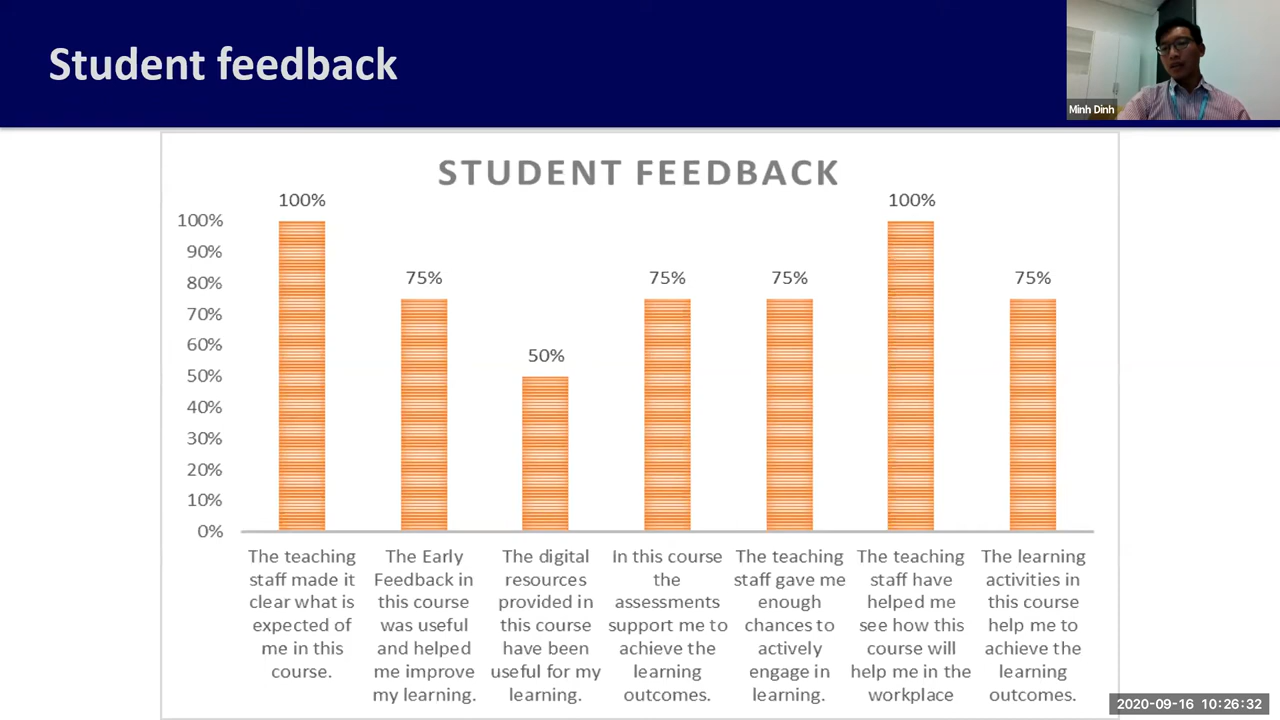 Student feedback
Minh Dinh
STUDENT FEEDBACK
100%
75%
50%
75%
75%
100%
75%
100%
90%
80%
70%
60%
50%
40%
30%
20%
10%
0%
The teaching
staff made it
clear what is
expected of
me in this
course.
The Early
Feedback in
this course
was useful
and helped
me improve
my learning.
The digital
resources
provided in
this course
have been
useful for my
learning.
In this course
the
assessments
support me to
achieve the
learning
outcomes.
The teaching
staff gave me
enough
chances to
actively
engage in
learning.
The teaching
staff have
helped me
see how this
course will
help me in the
workplace
The learning
activities in
this course
help me to
achieve the
learning
outcomes.
2020-09-16 10:26:32